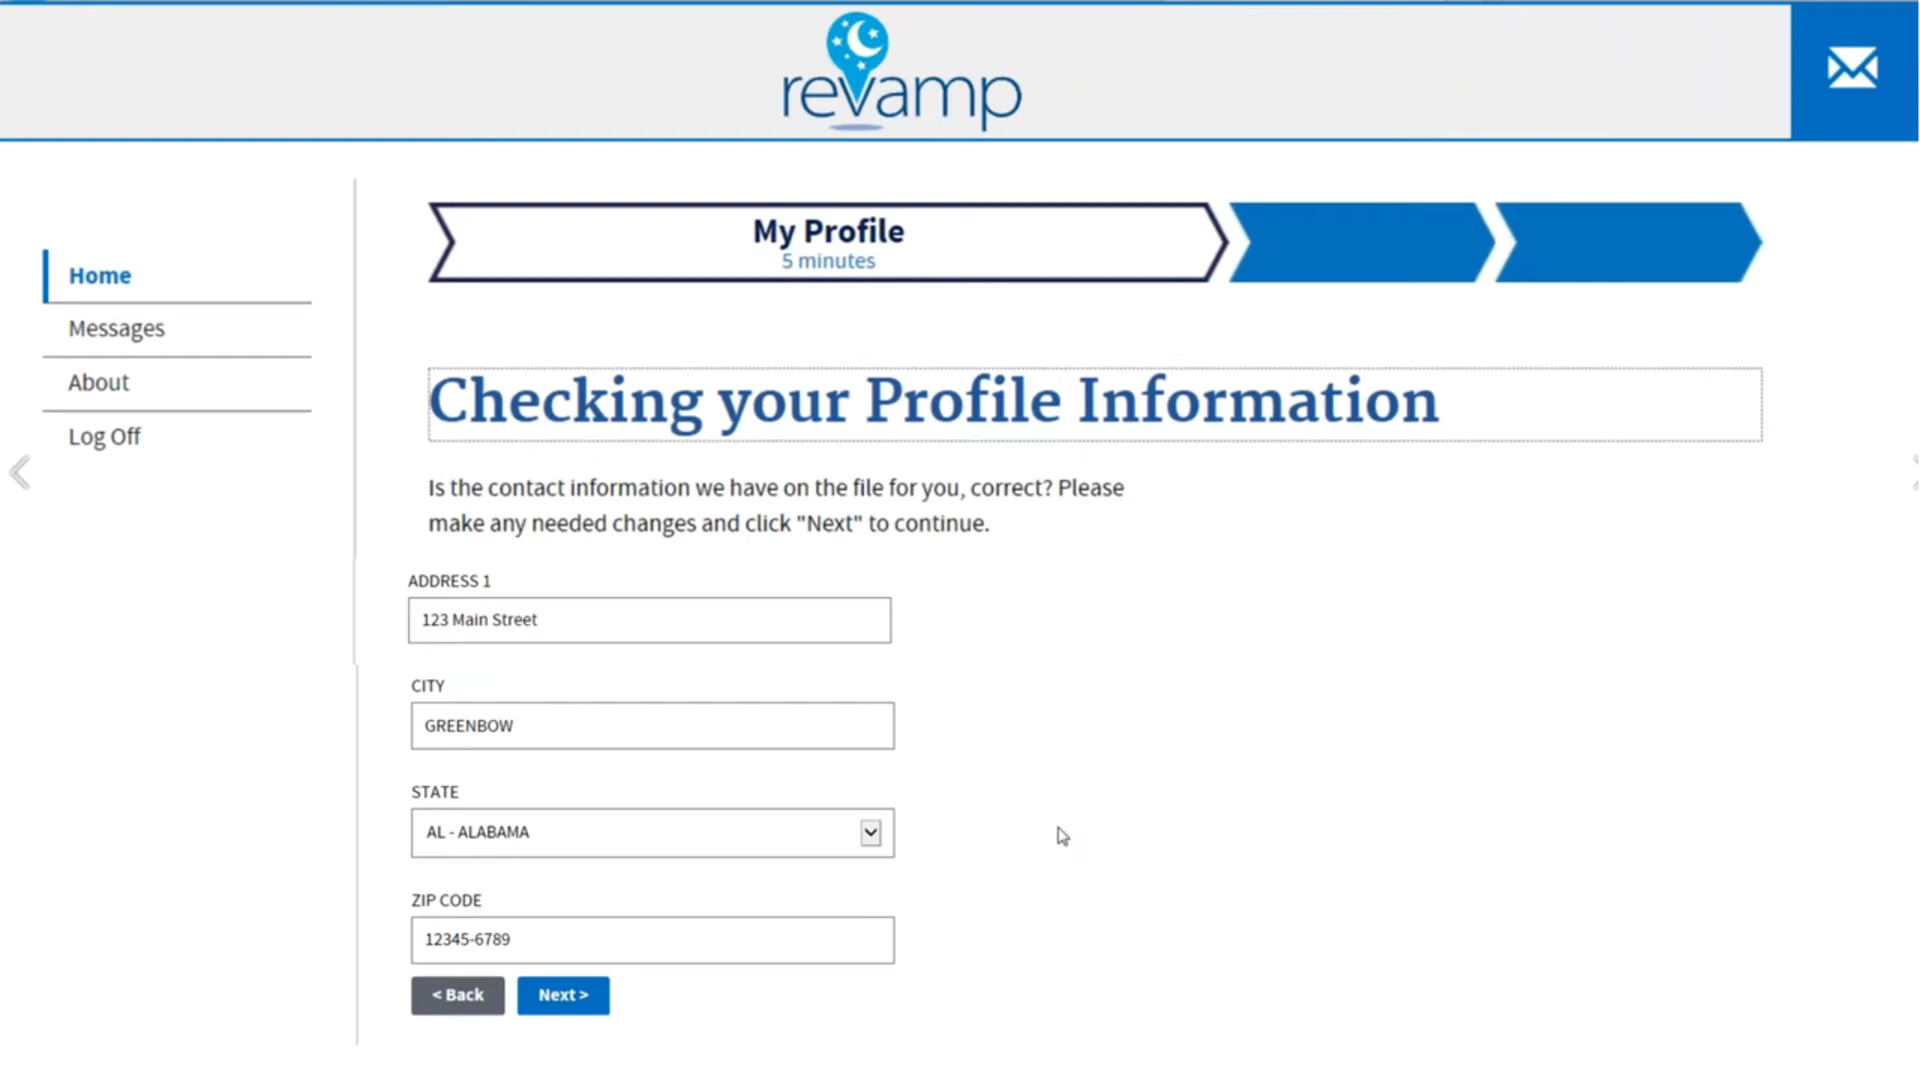 revamp
My Profile
5 minutes
Home
Messages
About
Log Off
Checking your Profile Information
Is the contact information we have on the file for you, correct? Please
make any needed changes and click "Next" to continue.
ADDRESS 1
123 Main Street
CITY
GREENBOW
STATE
AL - ALABAMA
ZIP CODE
12345-6789
< Back
Next >